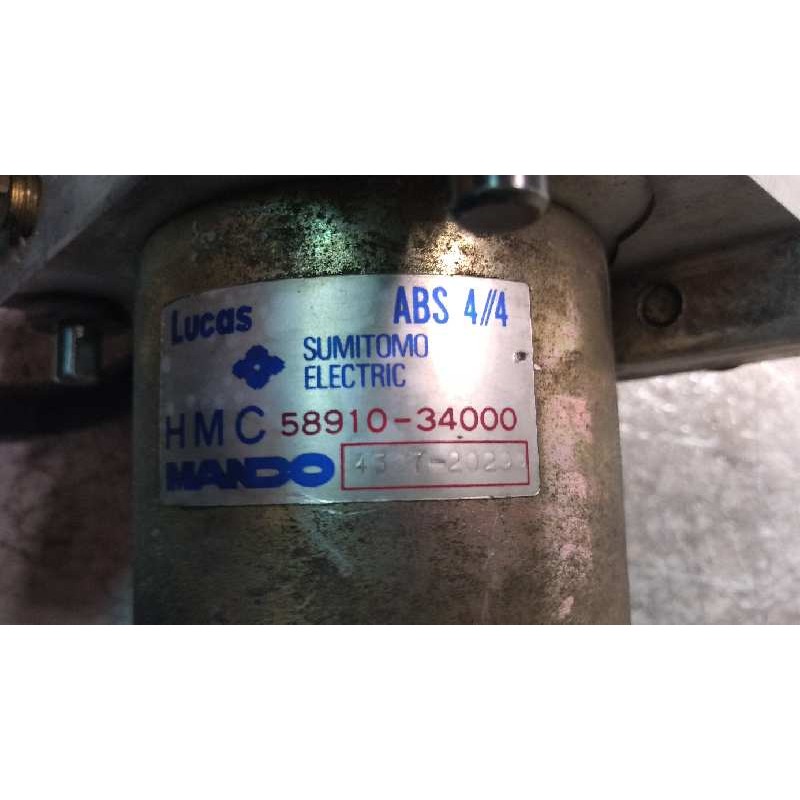 Lucas ABS 4//4
SUMITOMO
ELECTRIC
HMC 58910-34000
MANDO